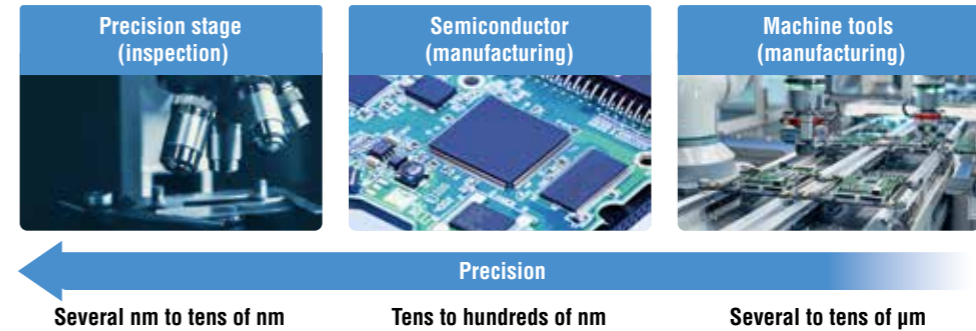 Precision stage
(inspection)
Semiconductor
(manufacturing)
Machine tools
(manufacturing)
Precision
Several nm to tens of nm
Tens to hundreds of nm
Several to tens of µm